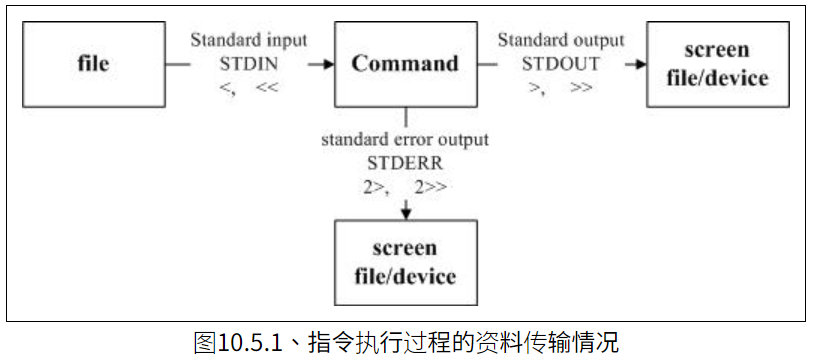 file
Standard input
STDIN
<, <<
Command
Standard output
STDOUT
>, >>
screen
file/device
standard error output
STDERR
2>, 2>>
screen
file/device
图10.5.1、指令执行过程的资料传输情况